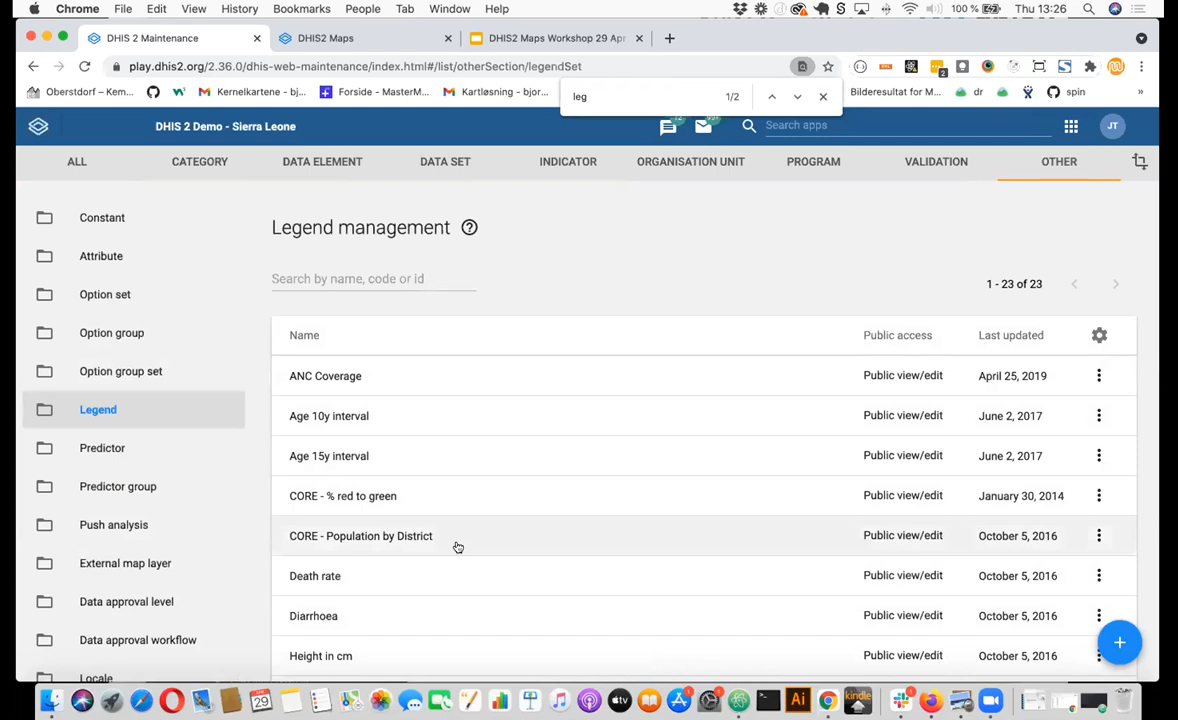 Chrome File Edit View History Bookmarks People Tab Window Help 100 % Thu 13:26
DHIS 2 Maintenance DHIS2 Maps DHIS2 Maps Workshop 29 Apr
play.dhis2.org/2.36.0/dhis-web-maintenance/index.html#/list/otherSection/legendSet
Oberstdorf – Kem... Kernelkarte - bj... Forside - MasterM... Kartløsning - bjor... Bilderesultat for M... dr spin »
leg 1/2
DHIS 2 Demo - Sierra Leone Search apps JT
ALL CATEGORY DATA ELEMENT DATA SET INDICATOR ORGANISATION UNIT PROGRAM VALIDATION OTHER
Constant
Attribute
Option set
Option group
Option group set
Legend
Predictor
Predictor group
Push analysis
External map layer
Data approval level
Data approval workflow
Locale
Legend management
Search by name, code or id
1 - 23 of 23
Name Public access Last updated
ANC Coverage Public view/edit April 25, 2019
Age 10y interval Public view/edit June 2, 2017
Age 15y interval Public view/edit June 2, 2017
CORE - % red to green Public view/edit January 30, 2014
CORE - Population by District Public view/edit October 5, 2016
Death rate Public view/edit October 5, 2016
Diarrhoea Public view/edit October 5, 2016
Height in cm Public view/edit October 5, 2016